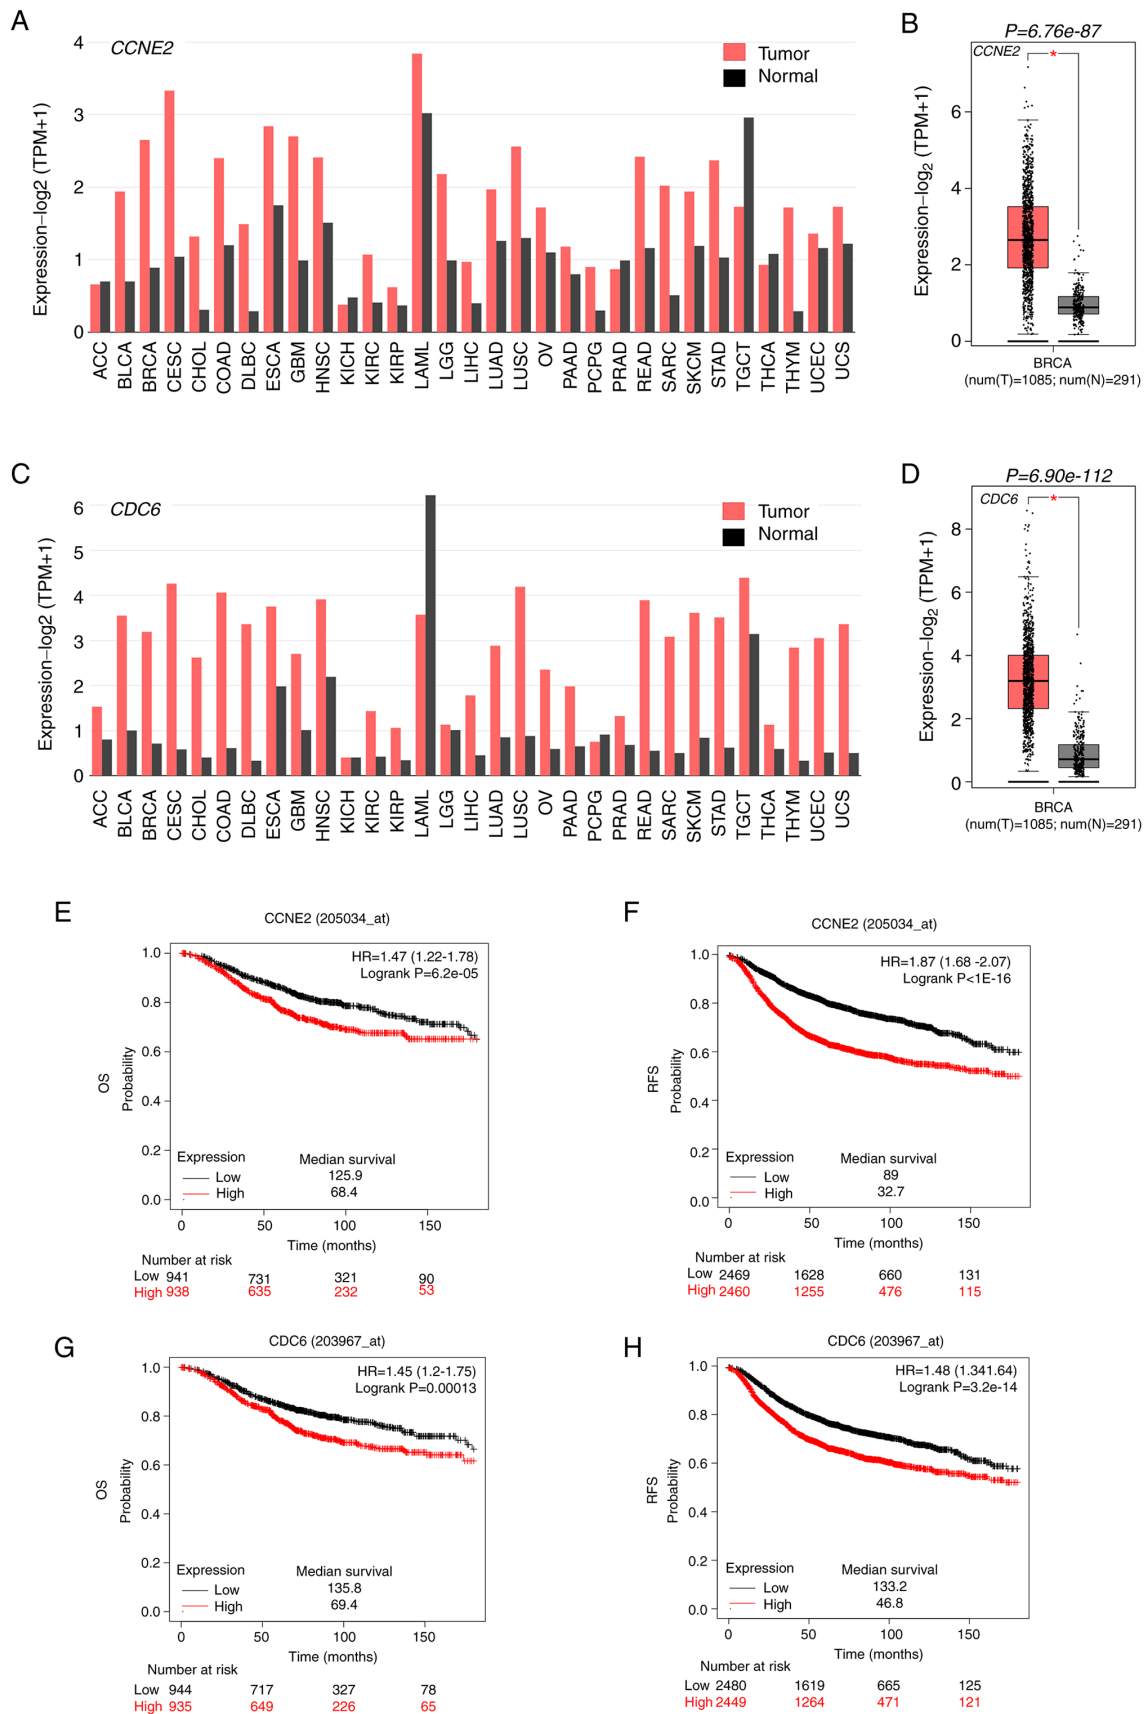 A
CCNE2
Tumor
Normal
Expression–log2 (TPM+1)
4
3
2
1
0
ACC BLCA BRCA CESC CHOL COAD DLBC ESCA GBM HNSC KICH KIRC KIRP LAML LGG LIHC LUAD LUSC OV PAAD PCPG PRAD READ SARC SKCM STAD TGCT THCA THYM UCEC UCS
B
P=6.76e-87
CCNE2
*
Expression–log2 (TPM+1)
6
4
2
0
BRCA
(num(T)=1085; num(N)=291)
C
CDC6
Tumor
Normal
Expression–log2 (TPM+1)
6
5
4
3
2
1
0
ACC BLCA BRCA CESC CHOL COAD DLBC ESCA GBM HNSC KICH KIRC KIRP LAML LGG LIHC LUAD LUSC OV PAAD PCPG PRAD READ SARC SKCM STAD TGCT THCA THYM UCEC UCS
D
P=6.90e-112
CDC6
*
Expression–log2 (TPM+1)
8
6
4
2
0
BRCA
(num(T)=1085; num(N)=291)
E
CCNE2 (205034_at)
HR=1.47 (1.22-1.78)
Logrank P=6.2e-05
OS
Probability
1.0
0.8
0.6
0.4
0.2
0.0
Expression Median survival
Low 125.9
High 68.4
0 50 100 150
Time (months)
Number at risk
Low 941 731 321 90
High 938 635 232 53
F
CCNE2 (205034_at)
HR=1.87 (1.68 -2.07)
Logrank P<1E-16
RFS
Probability
1.0
0.8
0.6
0.4
0.2
0.0
Expression Median survival
Low 89
High 32.7
0 50 100 150
Time (months)
Number at risk
Low 2469 1628 660 131
High 2460 1255 476 115
G
CDC6 (203967_at)
HR=1.45 (1.2-1.75)
Logrank P=0.00013
OS
Probability
1.0
0.8
0.6
0.4
0.2
0.0
Expression Median survival
Low 135.8
High 69.4
0 50 100 150
Time (months)
Number at risk
Low 944 717 327 78
High 935 649 226 65
H
CDC6 (203967_at)
HR=1.48 (1.341.64)
Logrank P=3.2e-14
RFS
Probability
1.0
0.8
0.6
0.4
0.2
0.0
Expression Median survival
Low 133.2
High 46.8
0 50 100 150
Time (months)
Number at risk
Low 2480 1619 665 125
High 2449 1264 471 121